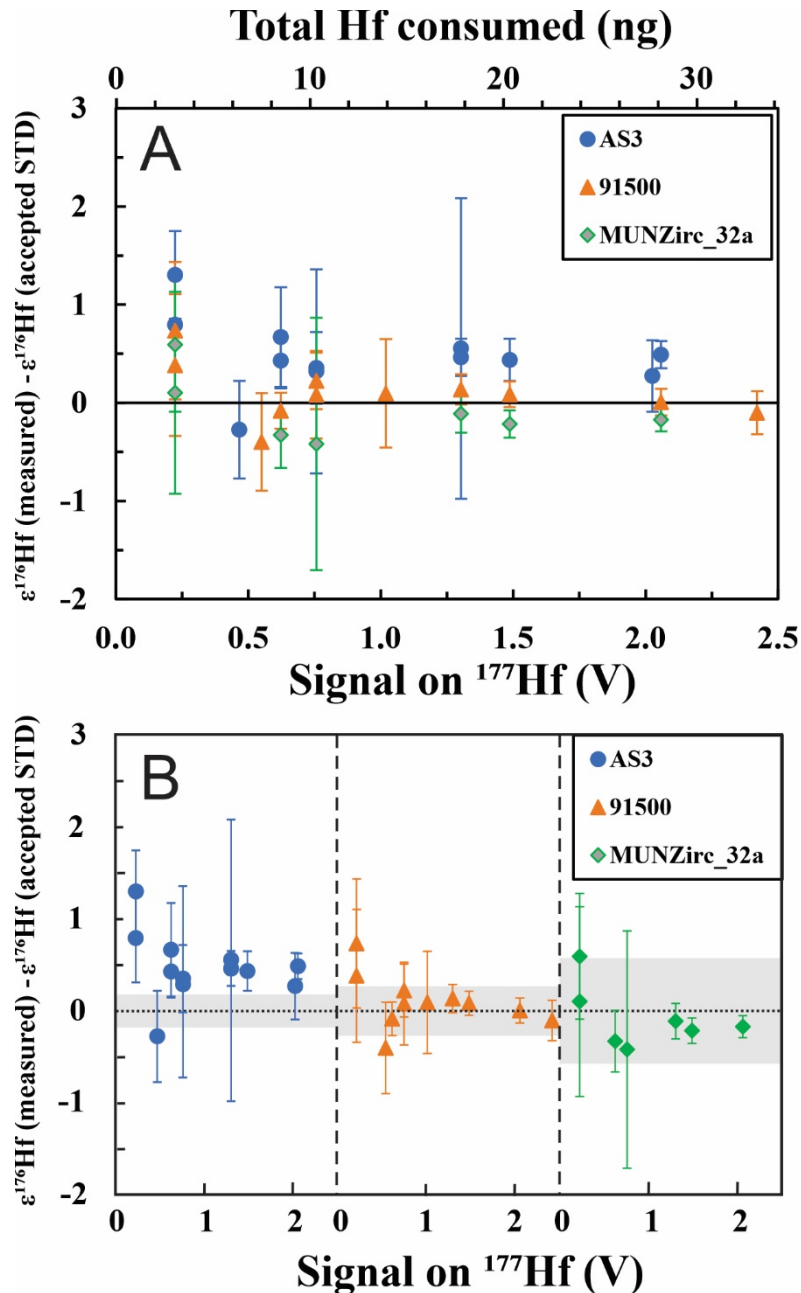 Total Hf consumed (ng)
0 10 20 30
A
AS3
91500
MUNZirc_32a
3
2
1
0
-1
-2
ε¹⁷⁶Hf (measured) - ε¹⁷⁶Hf (accepted STD)
0.0 0.5 1.0 1.5 2.0 2.5
Signal on ¹⁷⁷Hf (V)
B
AS3
91500
MUNZirc_32a
3
2
1
0
-1
-2
ε¹⁷⁶Hf (measured) - ε¹⁷⁶Hf (accepted STD)
0 1 2 0 1 2 0 1 2
Signal on ¹⁷⁷Hf (V)